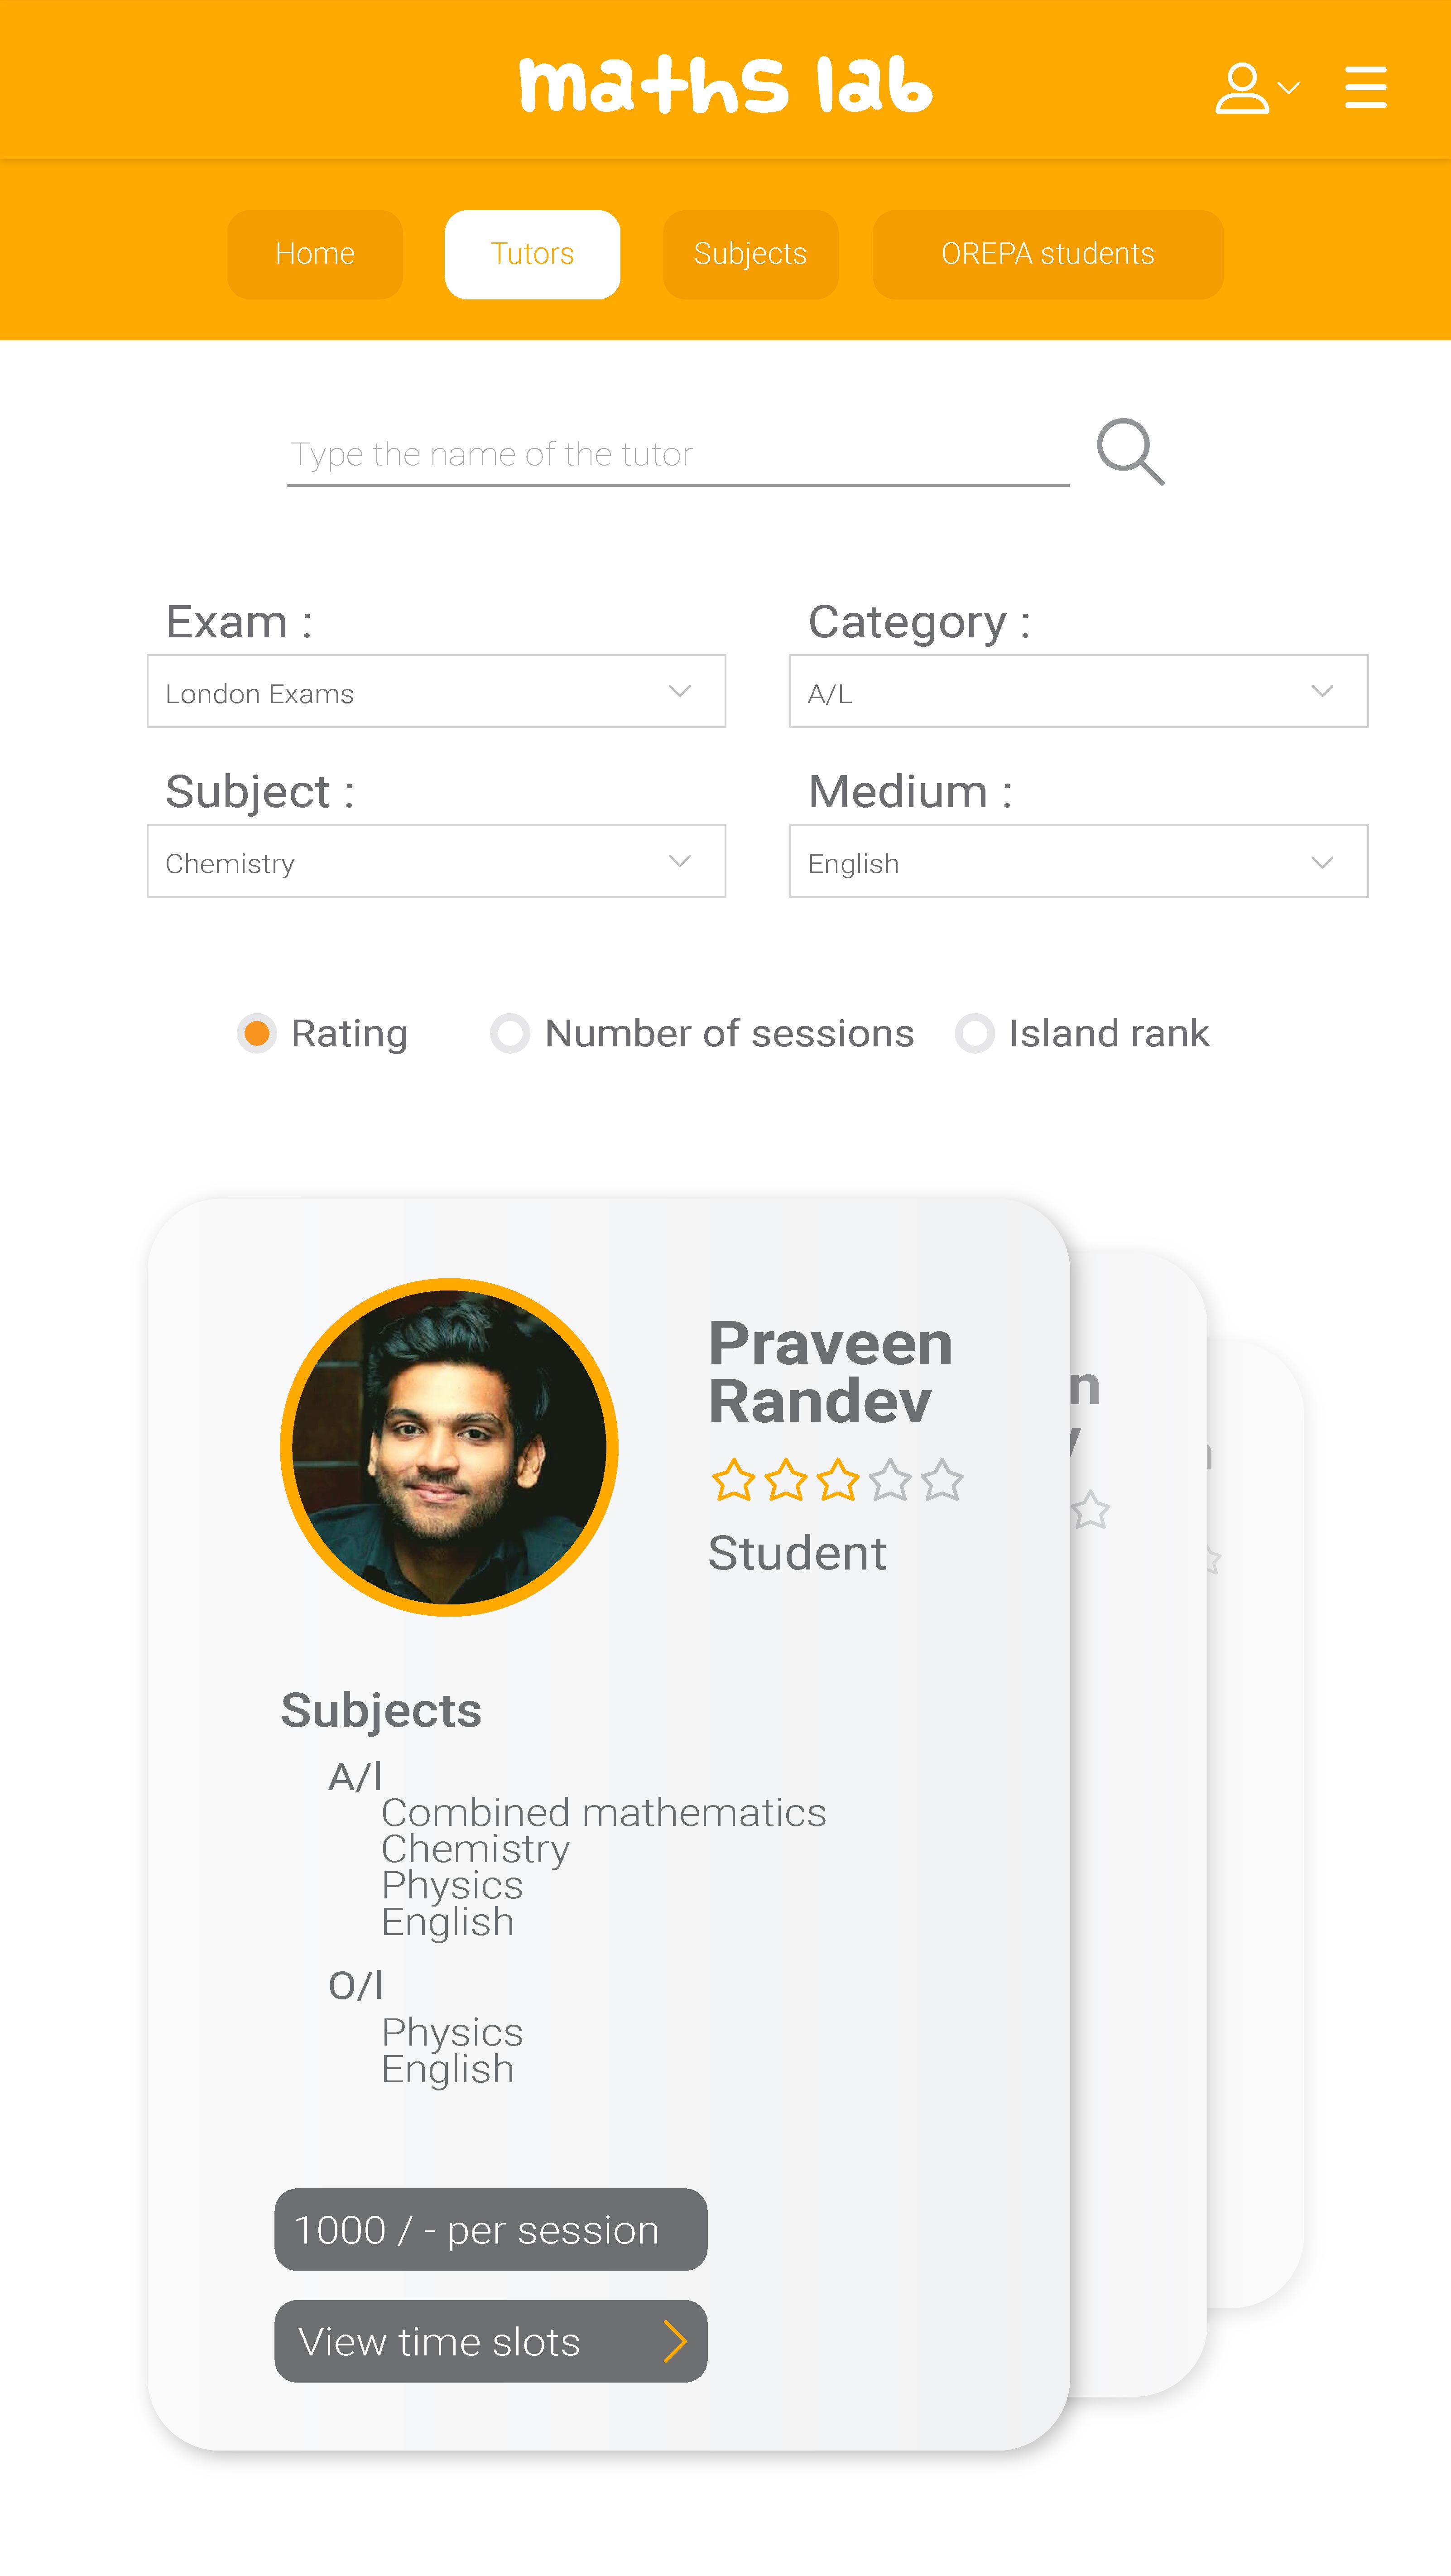 maths lab
Home
Tutors
Subjects
OREPA students
Type the name of the tutor
Exam :
Category :
London Exams
A/L
Subject :
Medium :
Chemistry
English
Rating
Number of sessions
Island rank
Praveen
Randev
Student
Subjects
A/l
Combined mathematics
Chemistry
Physics
English
O/l
Physics
English
1000 / - per session
View time slots